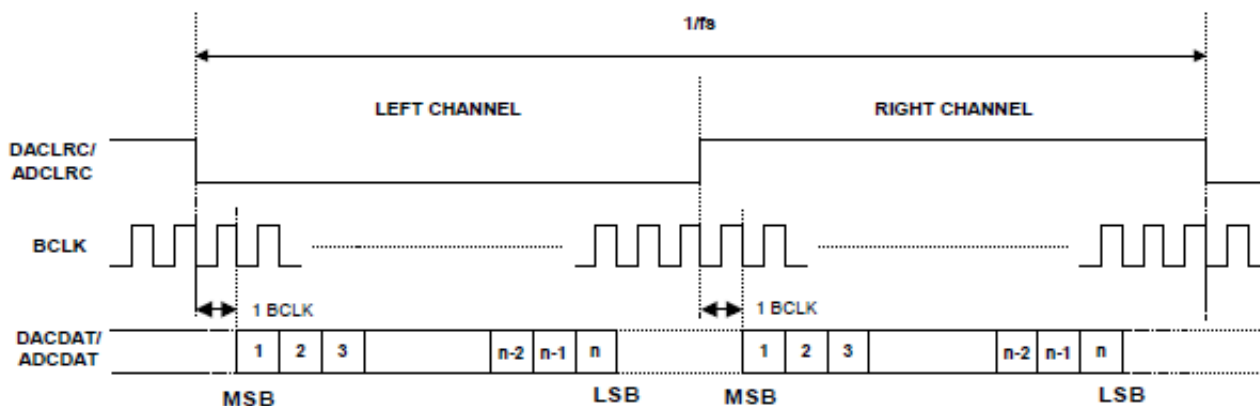 1/fs
LEFT CHANNEL RIGHT CHANNEL
DACLRC/
ADCLRC
BCLK
1 BCLK 1 BCLK
DACDAT/
ADCDAT
1 2 3 n-2 n-1 n 1 2 3 n-2 n-1 n
MSB LSB MSB LSB